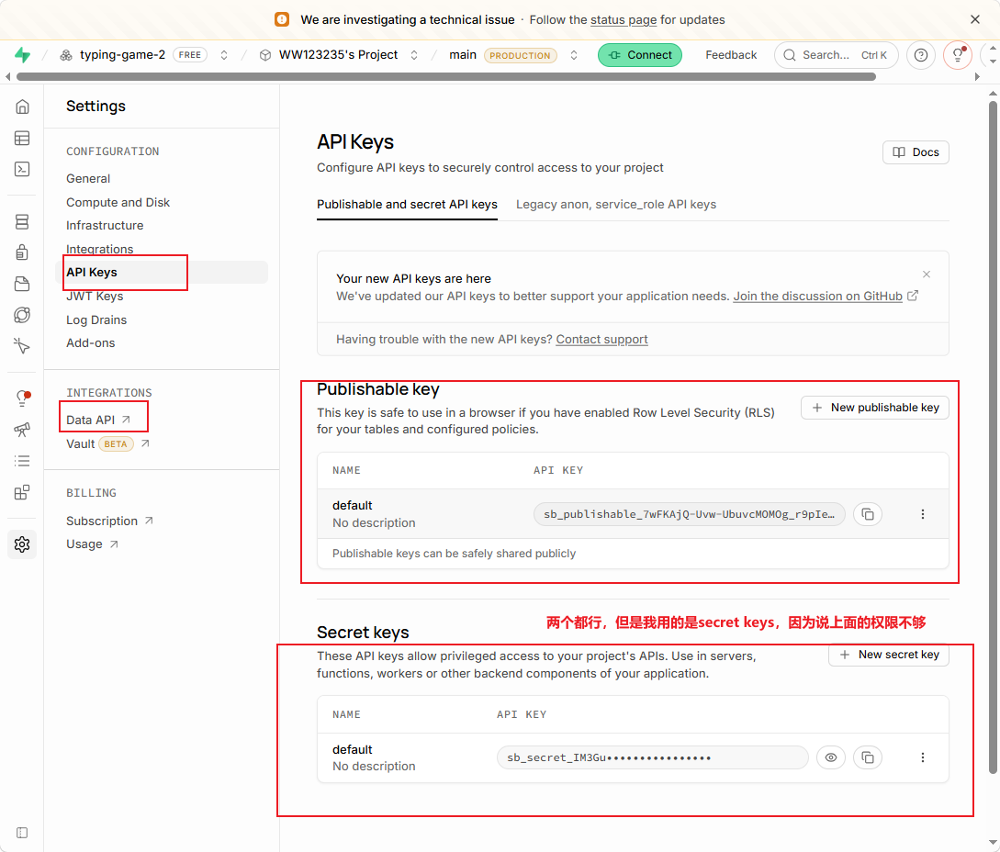 We are investigating a technical issue · Follow the status page for updates
typing-game-2 FREE WW123235's Project main PRODUCTION Connect Feedback Search... Ctrl K
Settings
CONFIGURATION
General
Compute and Disk
Infrastructure
Integrations
API Keys
JWT Keys
Log Drains
Add-ons
INTEGRATIONS
Data API
Vault BETA
BILLING
Subscription
Usage
API Keys
Configure API keys to securely control access to your project
Docs
Publishable and secret API keys Legacy anon, service_role API keys
Your new API keys are here
We've updated our API keys to better support your application needs. Join the discussion on GitHub
Having trouble with the new API keys? Contact support
Publishable key
This key is safe to use in a browser if you have enabled Row Level Security (RLS)
for your tables and configured policies.
New publishable key
NAME API KEY
default
No description
sb_publishable_7wFKAjQ-Uvw-UbuvcMOMOg_r9pIe…
Publishable keys can be safely shared publicly
两个都行，但是我用的是secret keys，因为说上面的权限不够
Secret keys
These API keys allow privileged access to your project's APIs. Use in servers,
functions, workers or other backend components of your application.
New secret key
NAME API KEY
default
No description
sb_secret_IM3Gu••••••••••••••••